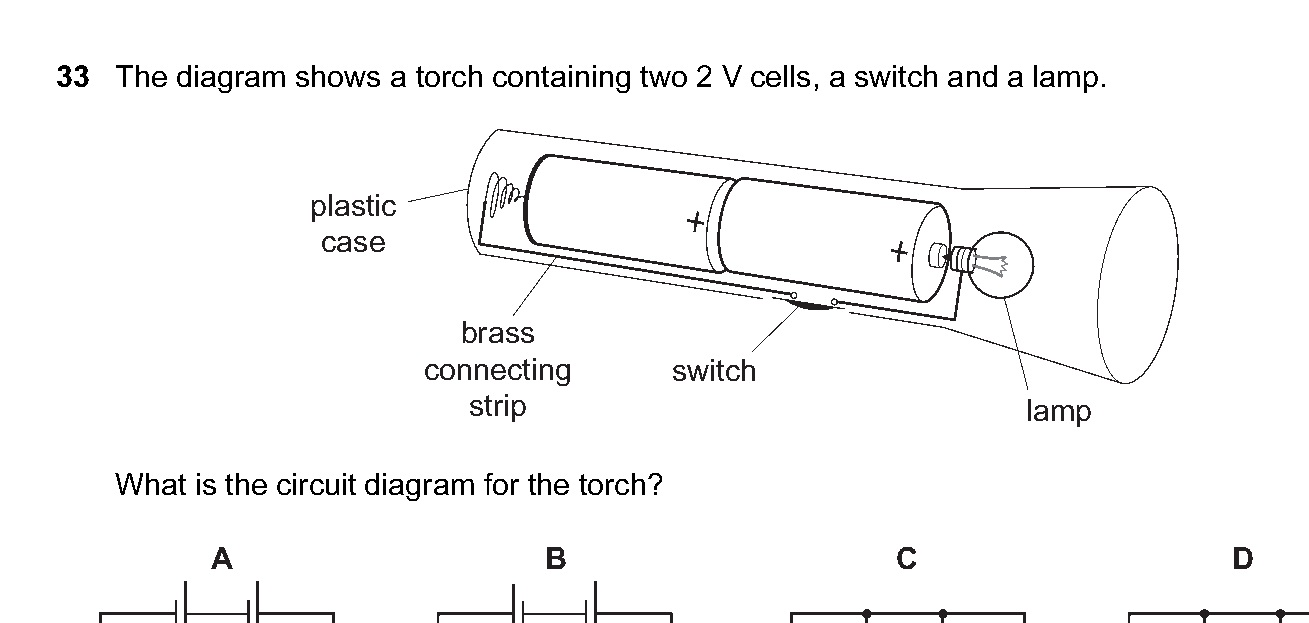 33 The diagram shows a torch containing two 2 V cells, a switch and a lamp.
plastic
case
+
+
brass
connecting
strip
switch
lamp
What is the circuit diagram for the torch?
A B C D